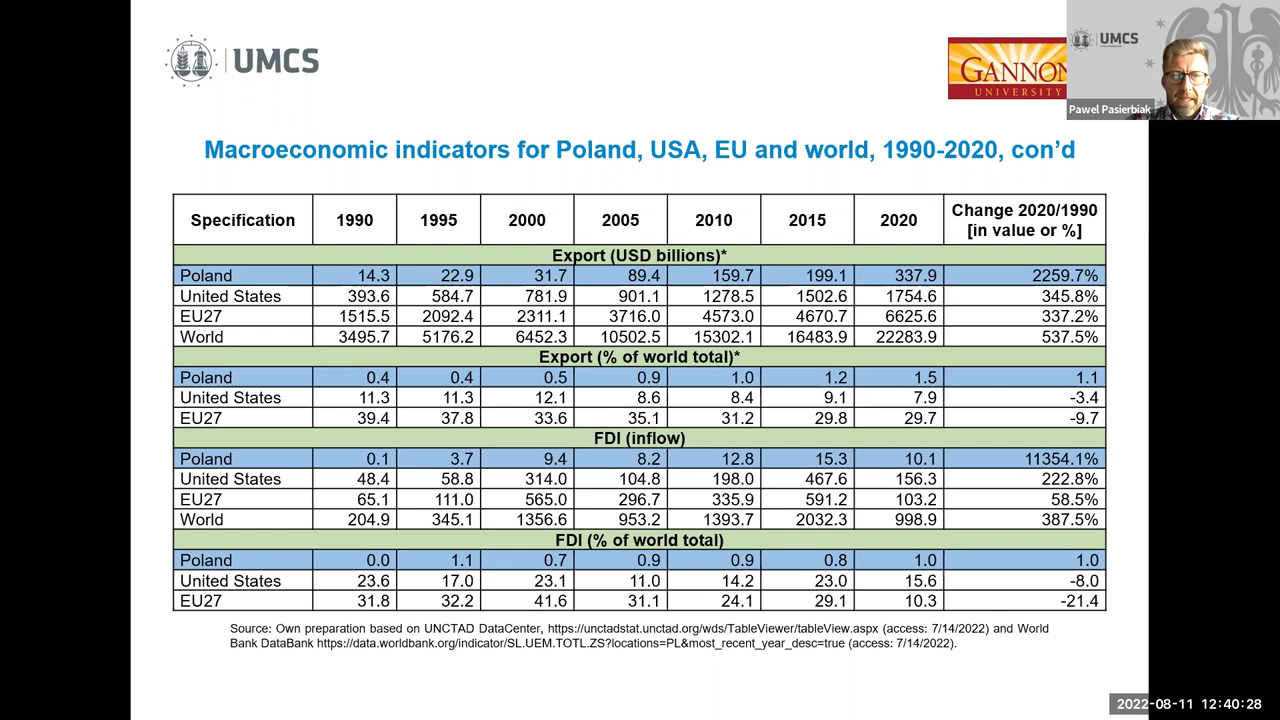 UMCS
GANNON
UNIVERSITY
UMCS
Pawel Pasierbiak
Macroeconomic indicators for Poland, USA, EU and world, 1990-2020, con’d
Specification 1990 1995 2000 2005 2010 2015 2020 Change 2020/1990
[in value or %]
Export (USD billions)*
Poland 14.3 22.9 31.7 89.4 159.7 199.1 337.9 2259.7%
United States 393.6 584.7 781.9 901.1 1278.5 1502.6 1754.6 345.8%
EU27 1515.5 2092.4 2311.1 3716.0 4573.0 4670.7 6625.6 337.2%
World 3495.7 5176.2 6452.3 10502.5 15302.1 16483.9 22283.9 537.5%
Export (% of world total)*
Poland 0.4 0.4 0.5 0.9 1.0 1.2 1.5 1.1
United States 11.3 11.3 12.1 8.6 8.4 9.1 7.9 -3.4
EU27 39.4 37.8 33.6 35.1 31.2 29.8 29.7 -9.7
FDI (inflow)
Poland 0.1 3.7 9.4 8.2 12.8 15.3 10.1 11354.1%
United States 48.4 58.8 314.0 104.8 198.0 467.6 156.3 222.8%
EU27 65.1 111.0 565.0 296.7 335.9 591.2 103.2 58.5%
World 204.9 345.1 1356.6 953.2 1393.7 2032.3 998.9 387.5%
FDI (% of world total)
Poland 0.0 1.1 0.7 0.9 0.9 0.8 1.0 1.0
United States 23.6 17.0 23.1 11.0 14.2 23.0 15.6 -8.0
EU27 31.8 32.2 41.6 31.1 24.1 29.1 10.3 -21.4
Source: Own preparation based on UNCTAD DataCenter, https://unctadstat.unctad.org/wds/TableViewer/tableView.aspx (access: 7/14/2022) and World
Bank DataBank https://data.worldbank.org/indicator/SL.UEM.TOTL.ZS?locations=PL&most_recent_year_desc=true (access: 7/14/2022).
2022-08-11 12:40:28